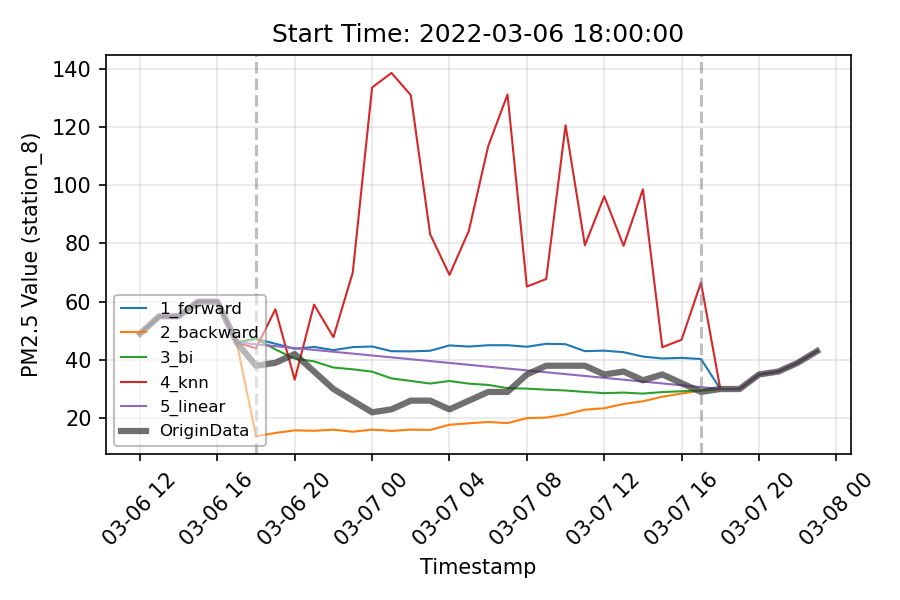 Start Time: 2022-03-06 18:00:00
PM2.5 Value (station_8)
140
120
100
80
60
40
20
1_forward
2_backward
3_bi
4_knn
5_linear
OriginData
03-06 12
03-06 16
03-06 20
03-07 00
03-07 04
03-07 08
03-07 12
03-07 16
03-07 20
03-08 00
Timestamp